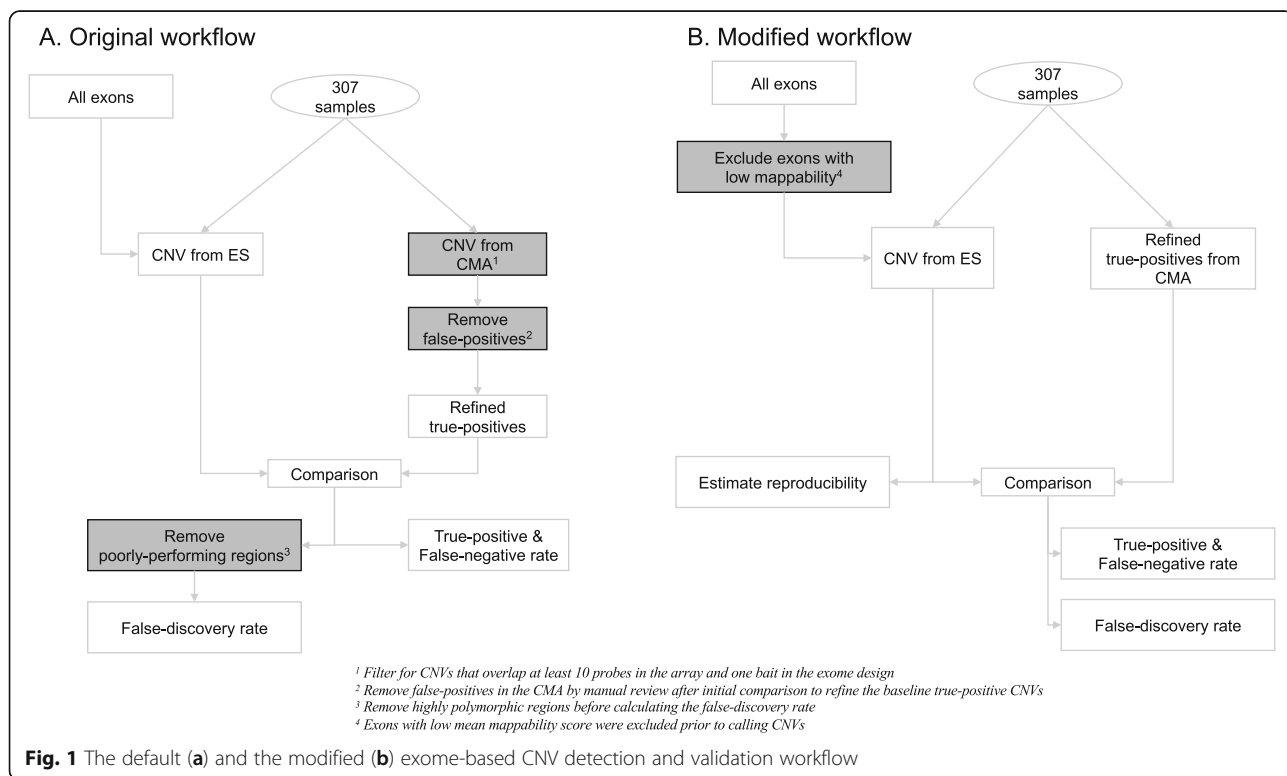 A. Original workflow
All exons
307
samples
CNV from ES
CNV from
CMA¹
Remove
false-positives²
Refined
true-positives
Comparison
Remove
poorly-performing regions³
True-positive &
False-negative rate
False-discovery rate
B. Modified workflow
All exons
307
samples
Exclude exons with
low mappability⁴
CNV from ES
Refined
true-positives from
CMA
Estimate reproducibility
Comparison
True-positive &
False-negative rate
False-discovery rate
¹ Filter for CNVs that overlap at least 10 probes in the array and one bait in the exome design
² Remove false-positives in the CMA by manual review after initial comparison to refine the baseline true-positive CNVs
³ Remove highly polymorphic regions before calculating the false-discovery rate
⁴ Exons with low mean mappability score were excluded prior to calling CNVs
Fig. 1 The default (a) and the modified (b) exome-based CNV detection and validation workflow